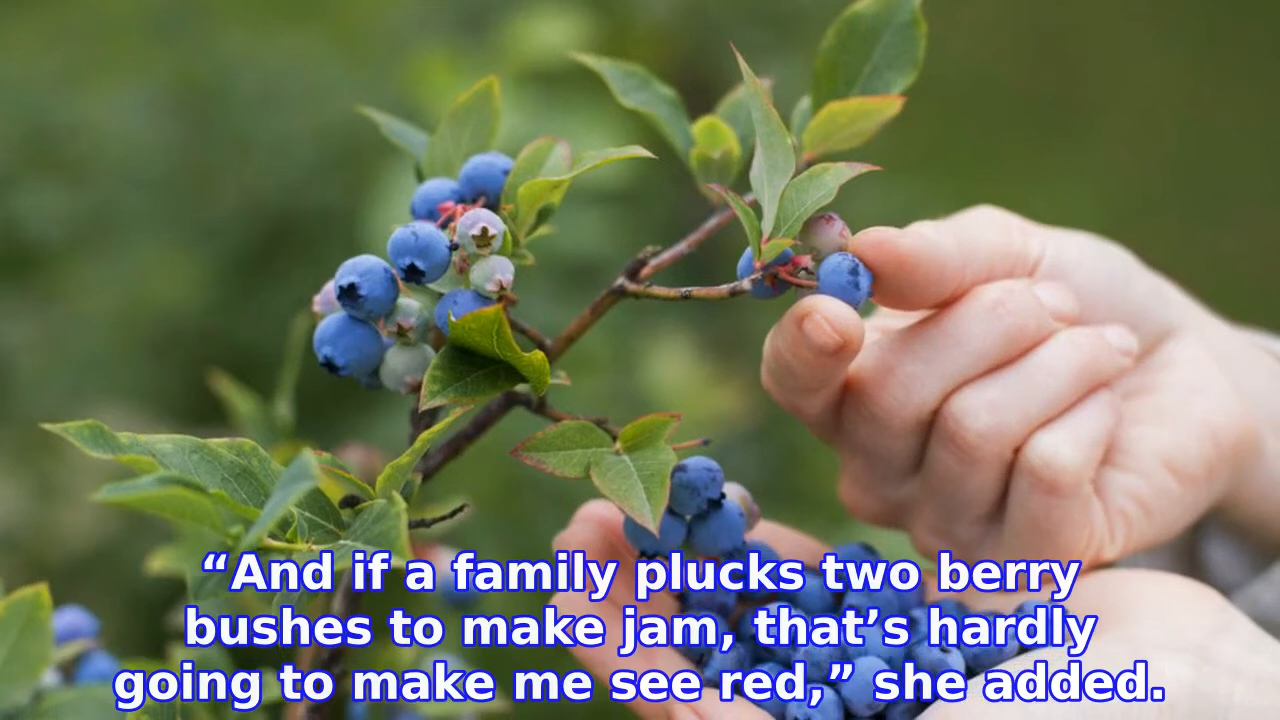 “And if a family plucks two berry
bushes to make jam, that’s hardly
going to make me see red,” she added.